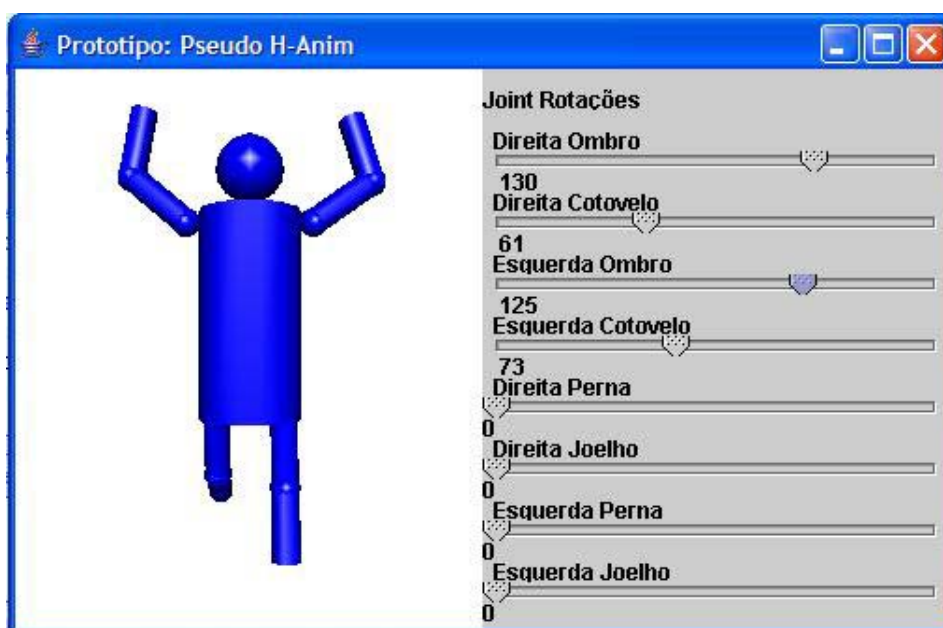 Prototipo: Pseudo H-Anim
Joint Rotações
Direita Ombro
130
Direita Cotovelo
61
Esquerda Ombro
125
Esquerda Cotovelo
73
Direita Perna
0
Direita Joelho
0
Esquerda Perna
0
Esquerda Joelho
0